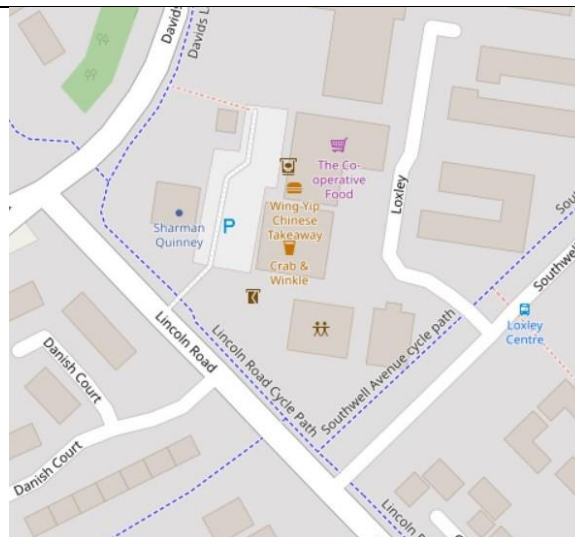 Davids
Davids L
The Co-
operative
Food
Wing-Yip
Chinese
Takeaway
Sharman
Quinney
P
Crab &
Winkle
Loxley
Southwell
Loxley
Centre
Lincoln Road
Lincoln Road Cycle Path
Southwell Avenue cycle path
Danish Court
Danish Court
Lincoln